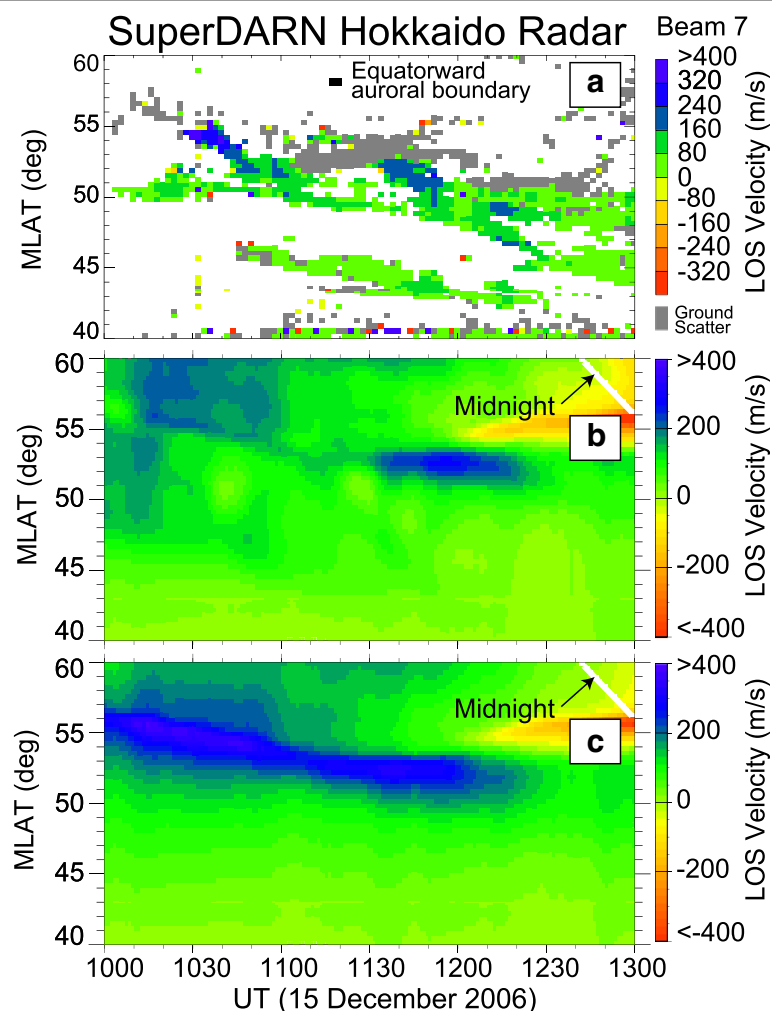 SuperDARN Hokkaido Radar
Beam 7
60
55
50
45
40
MLAT (deg)
Equatorward
auroral boundary
a
>400
320
240
160
80
0
-80
-160
-240
-320
LOS Velocity (m/s)
Ground
Scatter
60
55
50
45
40
MLAT (deg)
Midnight
b
>400
200
0
-200
<-400
LOS Velocity (m/s)
60
55
50
45
40
MLAT (deg)
Midnight
c
>400
200
0
-200
<-400
LOS Velocity (m/s)
1000 1030 1100 1130 1200 1230 1300
UT (15 December 2006)